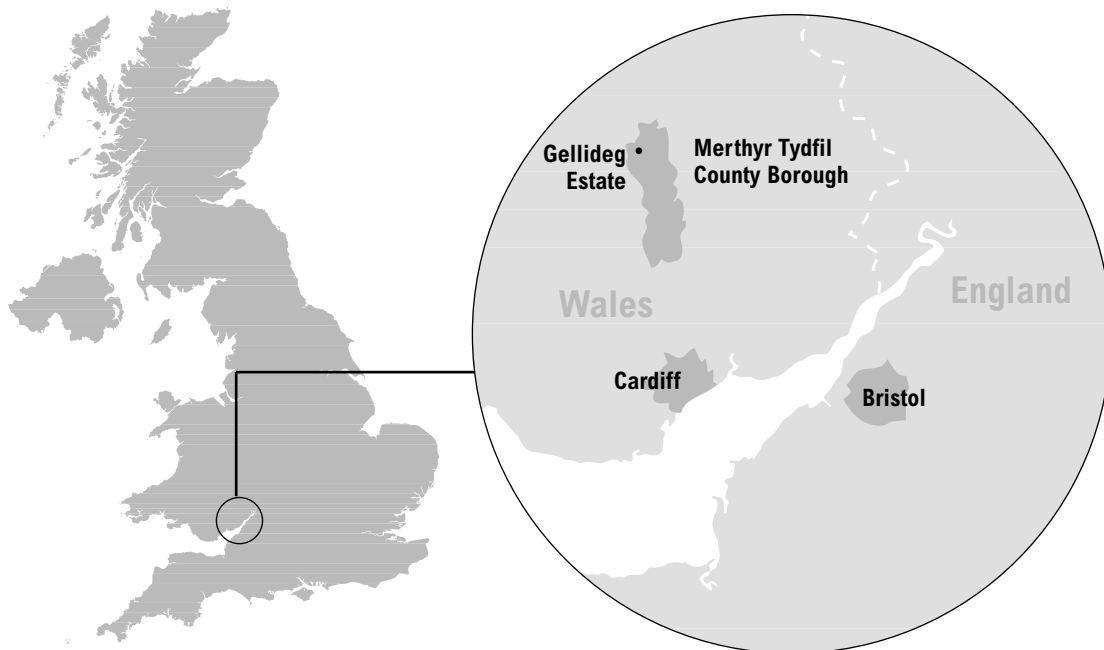 Gellideg
Estate
Merthyr Tydfil
County Borough
Wales
England
Cardiff
Bristol